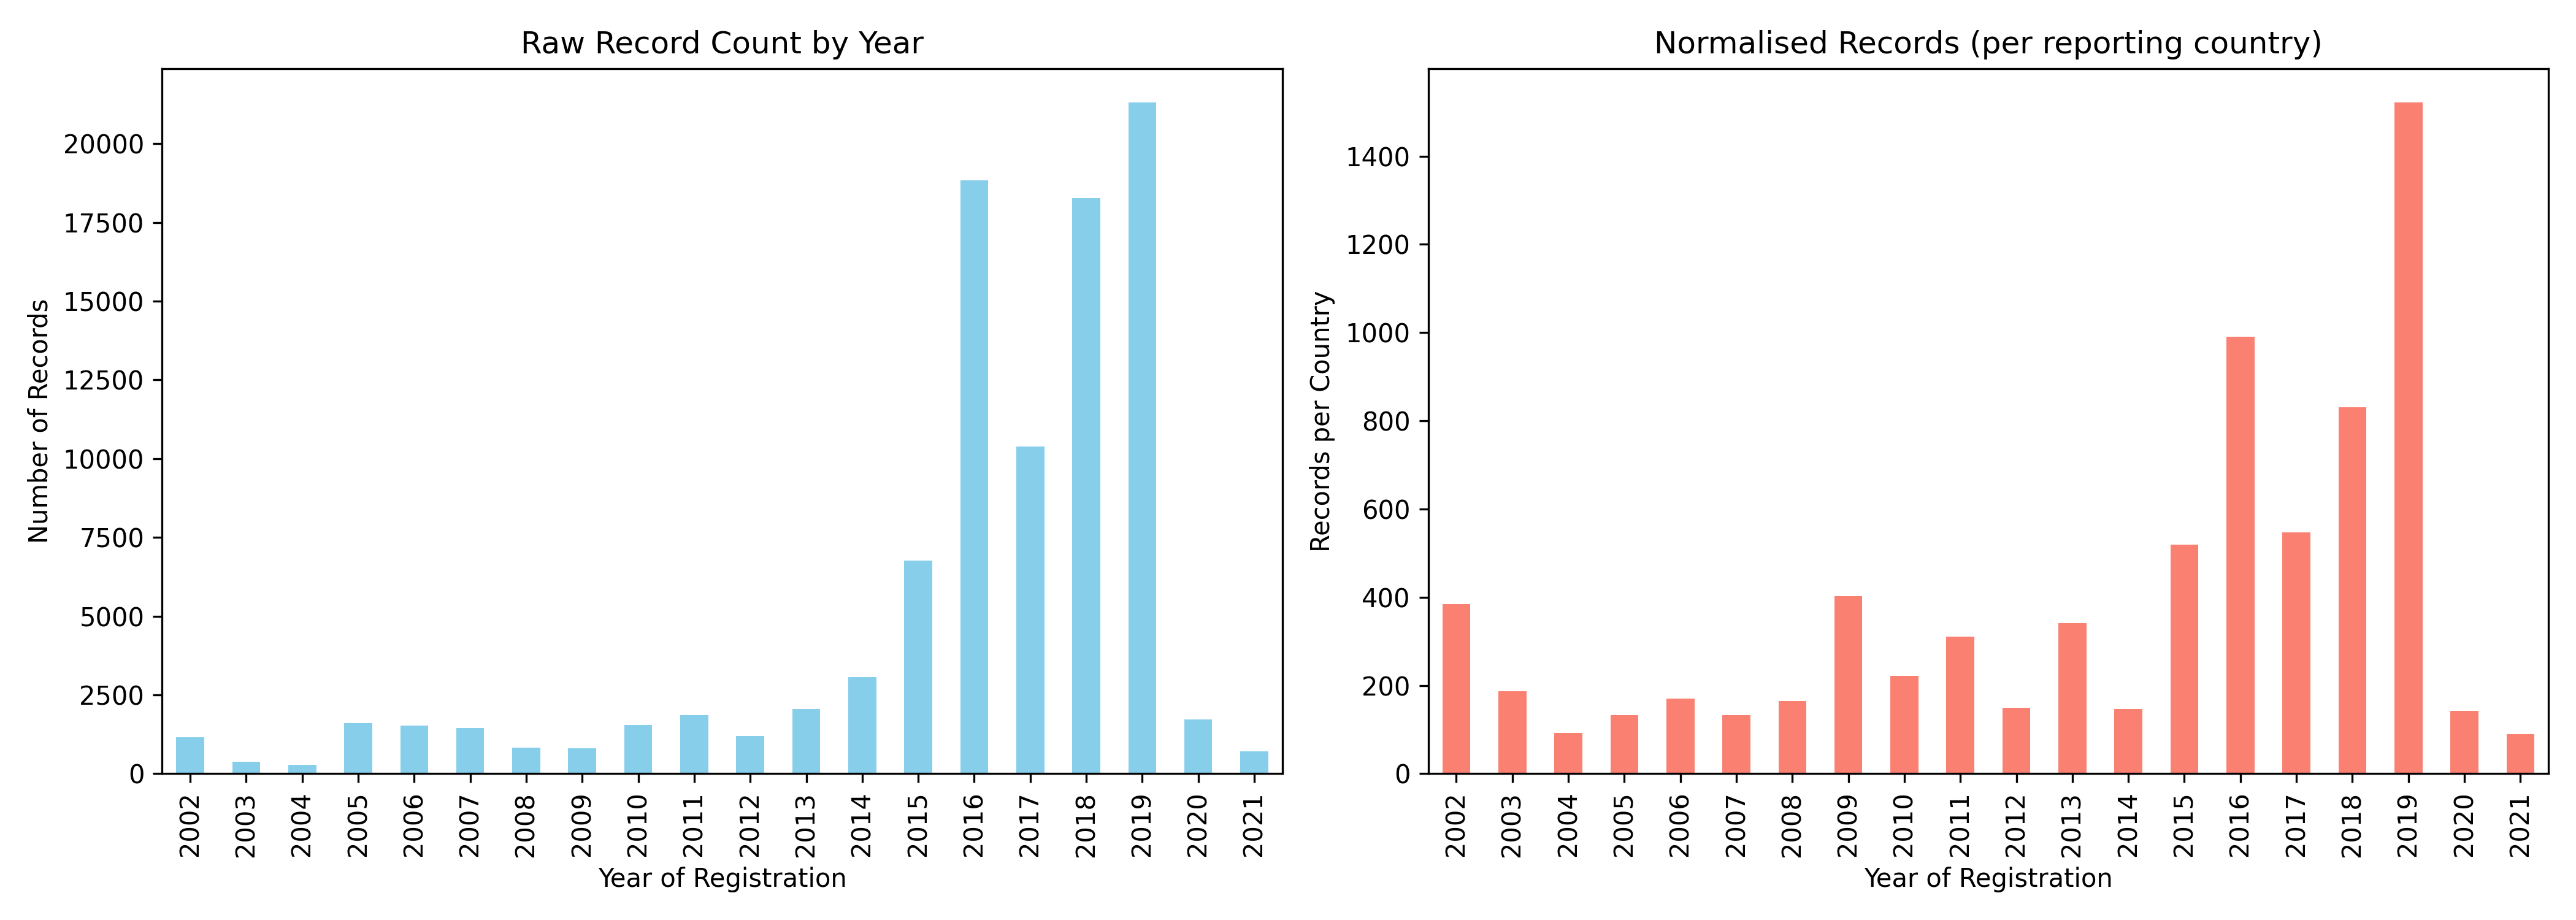 Raw Record Count by Year
Number of Records
20000
17500
15000
12500
10000
7500
5000
2500
0
2002 2003 2004 2005 2006 2007 2008 2009 2010 2011 2012 2013 2014 2015 2016 2017 2018 2019 2020 2021
Year of Registration
Normalised Records (per reporting country)
Records per Country
1400
1200
1000
800
600
400
200
0
2002 2003 2004 2005 2006 2007 2008 2009 2010 2011 2012 2013 2014 2015 2016 2017 2018 2019 2020 2021
Year of Registration